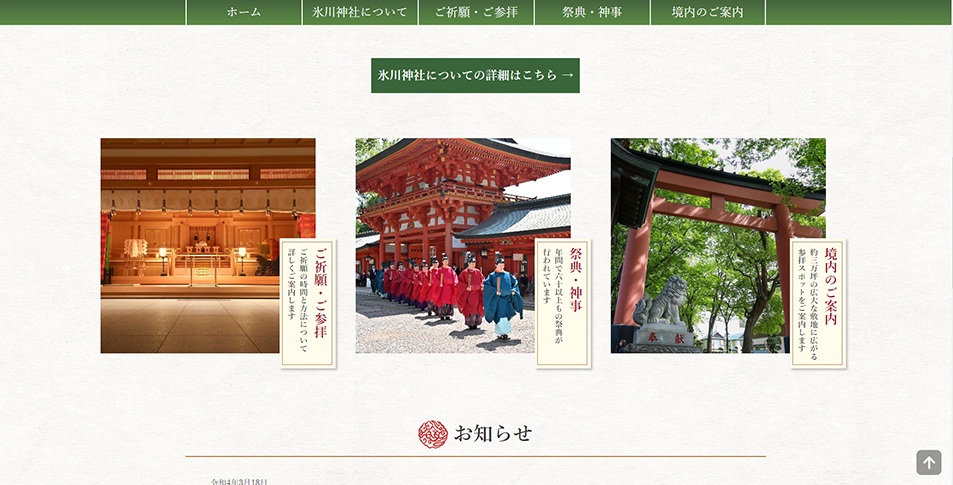 ホーム
氷川神社について
ご祈願・ご参拝
祭典・神事
境内のご案内
氷川神社についての詳細はこちら →
ご祈願・ご参拝
ご祈願の時間と方法について
詳しくご案内します
祭典・神事
年間で六十以上もの祭典が
行われています
境内のご案内
約三万坪の広大な敷地に広がる
参拝スポットをご案内します
奉献
お知らせ
令和4年3月18日